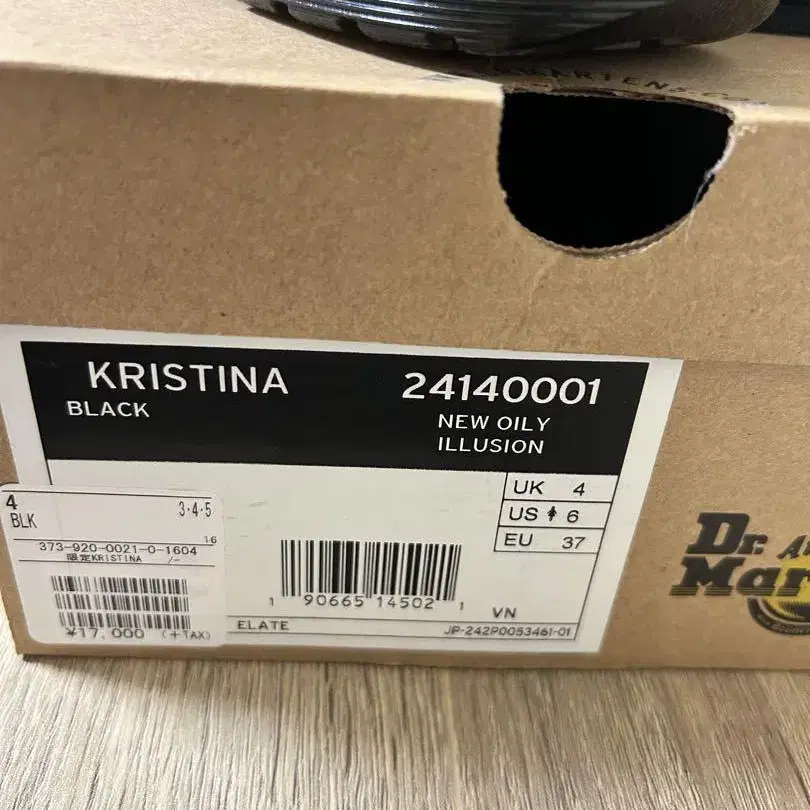 MARTENS.CO
KRISTINA
24140001
BLACK
NEW OILY
ILLUSION
UK 4
US 6
EU 37
4
BLK
3·4·5
16
373-920-0021-0-1604
限定KRISTINA /-
¥17,000 (+TAX)
1 90665 14502 1
VN
ELATE
JP-242P0053461-01
Dr.
Mar